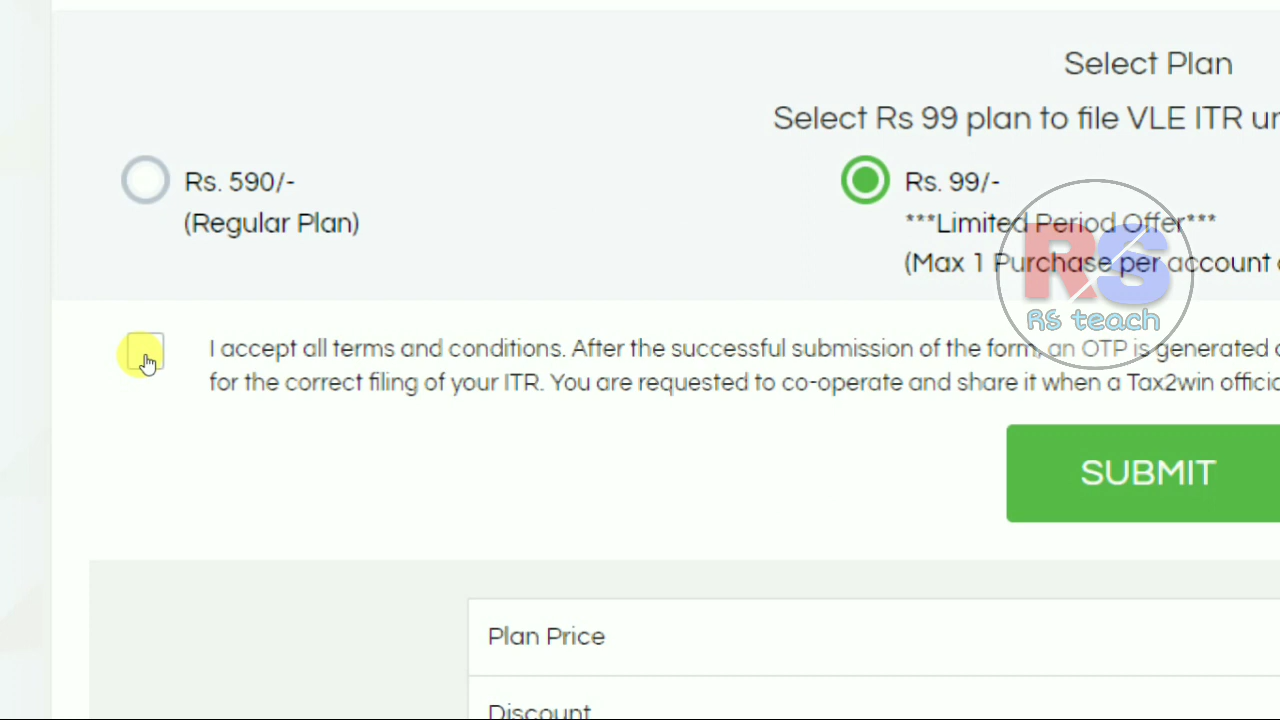 Select Plan
Select Rs 99 plan to file VLE ITR
Rs. 590/-
(Regular Plan)
Rs. 99/-
***Limited Period Offer***
(Max 1 Purchase per account
RS
RS teach
I accept all terms and conditions. After the successful submission of the form, an OTP is generated
for the correct filing of your ITR. You are requested to co-operate and share it when a Tax2win
SUBMIT
Plan Price
Discount